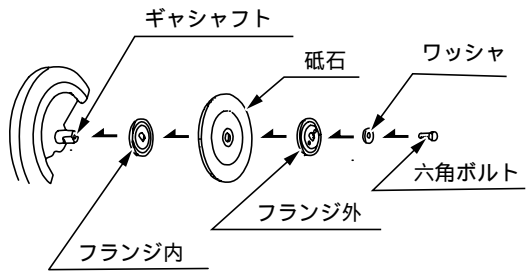 ギャシャフト
砥石
ワッシャ
六角ボルト
フランジ外
フランジ内